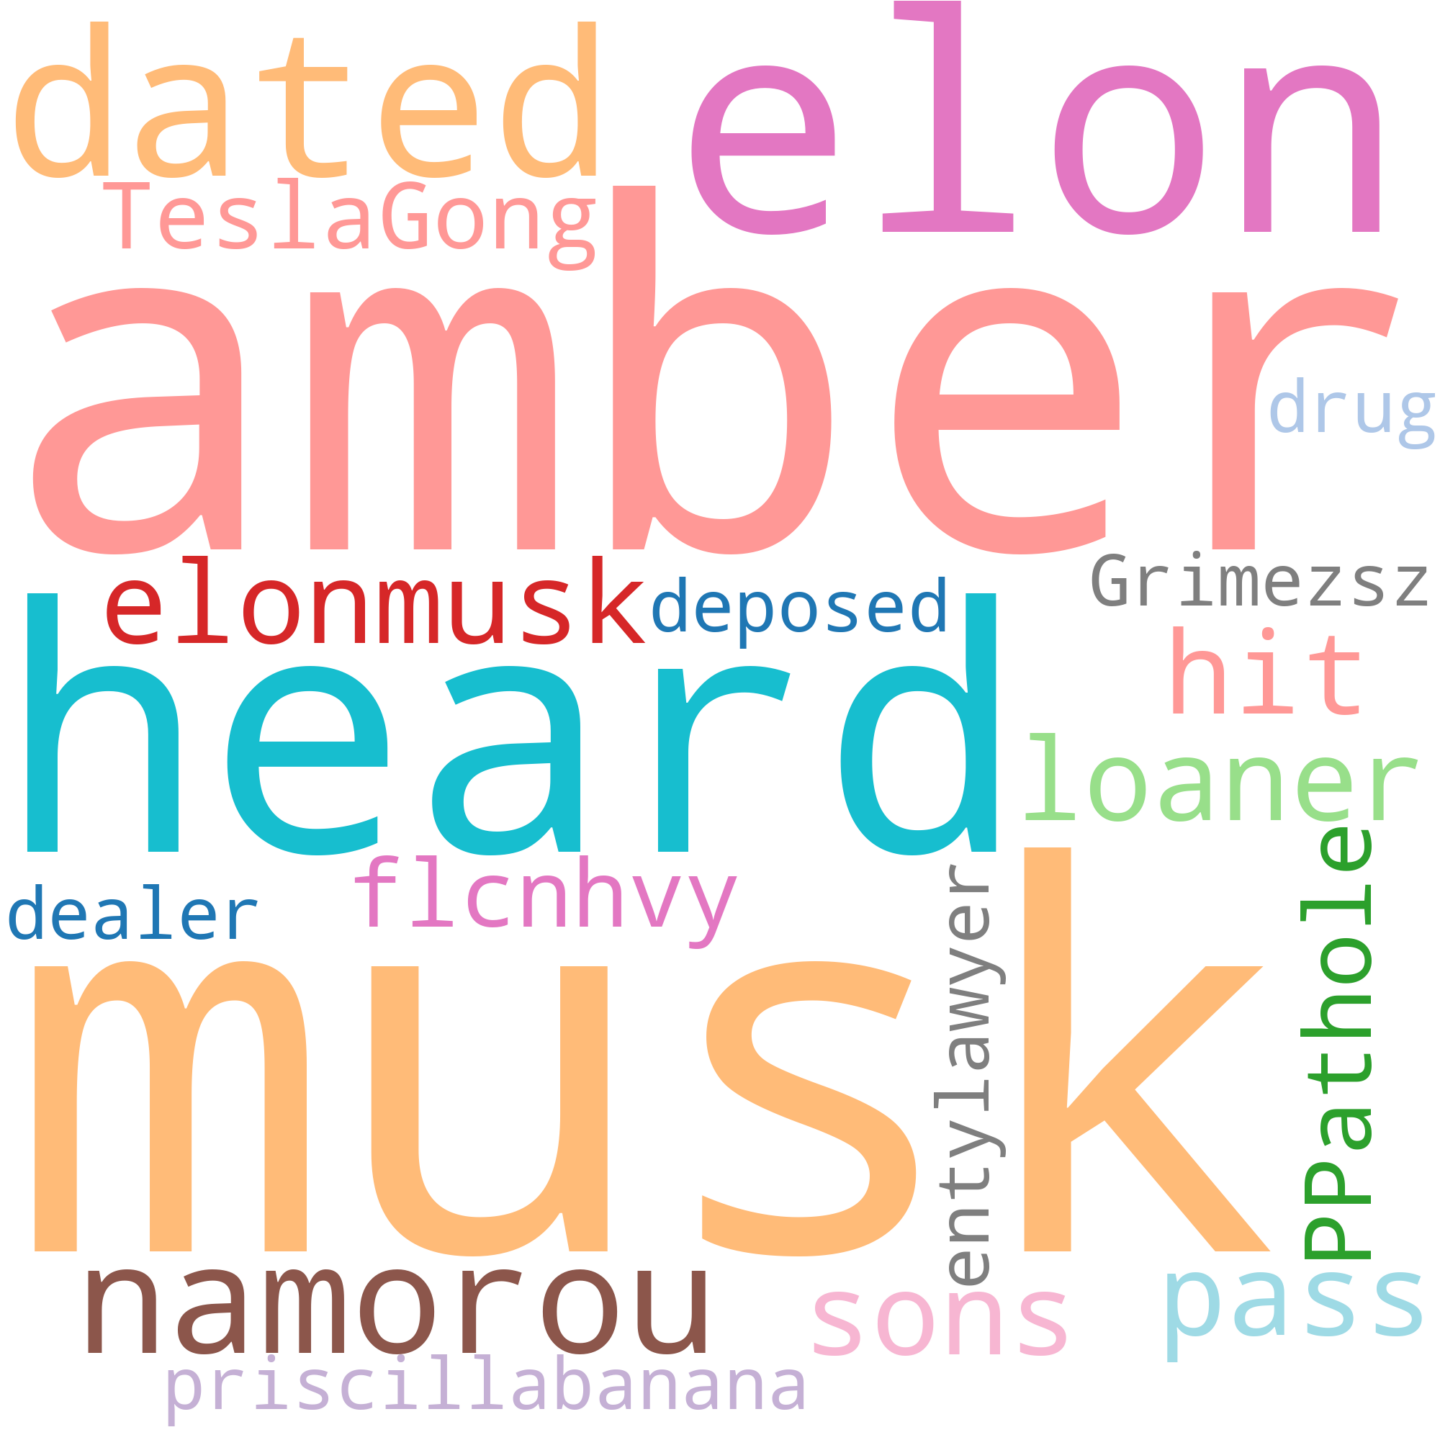 dated
elon
TeslaGong
amber
drug
elonmusk
deposed
Grimezsz
heard
hit
loaner
dealer
flcnhvy
entylawyer
PPathole
musk
namorou
sons
pass
priscillabanana